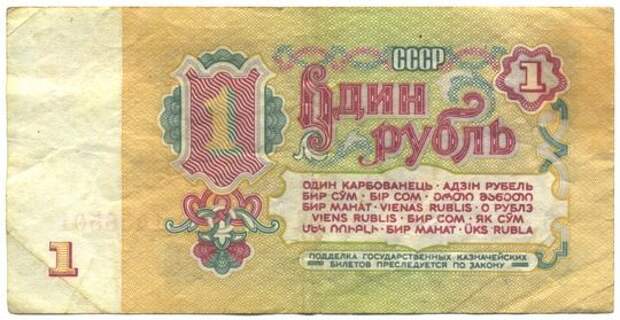 СССР
1
1
Один
рубль
ОДИН КАРБОВАНЕЦЬ · АДЗІН РУБЕЛЬ
БИР СЎМ · БІР СОМ · ერთი მანეთი
БИР МАНАТ · VIENAS RUBLIS · О РУБЛЭ
VIENS RUBLIS · БИР СОМ · ЯК СЎМ
ՄԵԿ ՌՈՒԲԼԻ · БИР МАНАТ · ÜKS RUBLA
1
ПОДДЕЛКА ГОСУДАРСТВЕННЫХ КАЗНАЧЕЙСКИХ
БИЛЕТОВ ПРЕСЛЕДУЕТСЯ ПО ЗАКОНУ